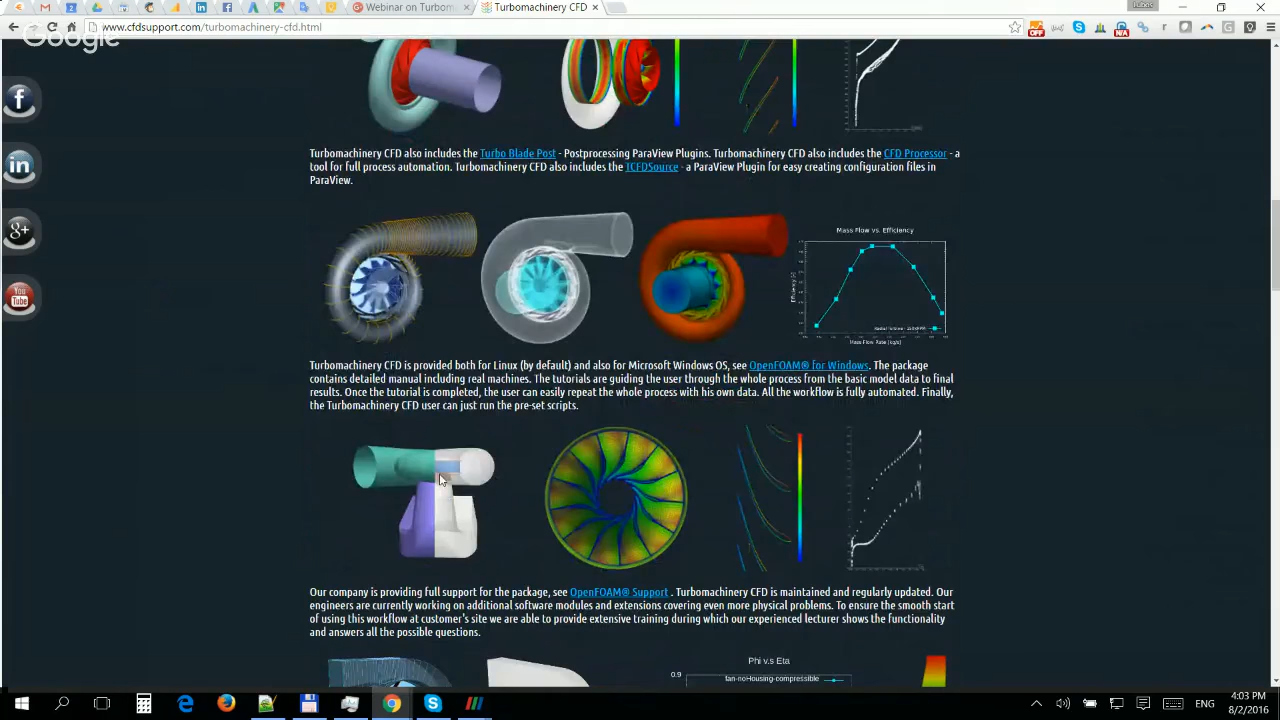 Webinar on Turbomachin
Turbomachinery CFD
www.cfdsupport.com/turbomachinery-cfd.html
Google
Turbomachinery CFD also includes the Turbo Blade Post - Postprocessing ParaView Plugins. Turbomachinery CFD also includes the CFD Processor - a
tool for full process automation. Turbomachinery CFD also includes the TCFDSource - a ParaView Plugin for easy creating configuration files in
ParaView.
Mass Flow vs. Efficiency
Mass Flow Rate [kg/s]
Turbomachinery CFD is provided both for Linux (by default) and also for Microsoft Windows OS, see OpenFOAM® for Windows. The package
contains detailed manual including real machines. The tutorials are guiding the user through the whole process from the basic model data to final
results. Once the tutorial is completed, the user can easily repeat the whole process with his own data. All the workflow is fully automated. Finally,
the Turbomachinery CFD user can just run the pre-set scripts.
Our company is providing full support for the package, see OpenFOAM® Support . Turbomachinery CFD is maintained and regularly updated. Our
engineers are currently working on additional software modules and extensions covering even more physical problems. To ensure the smooth start
of using this workflow at customer's site we are able to provide extensive training during which our experienced lecturer shows the functionality
and answers all the possible questions.
Phi v.s Eta
0.9
fan-noHousing-compressible
ENG
4:03 PM
8/2/2016